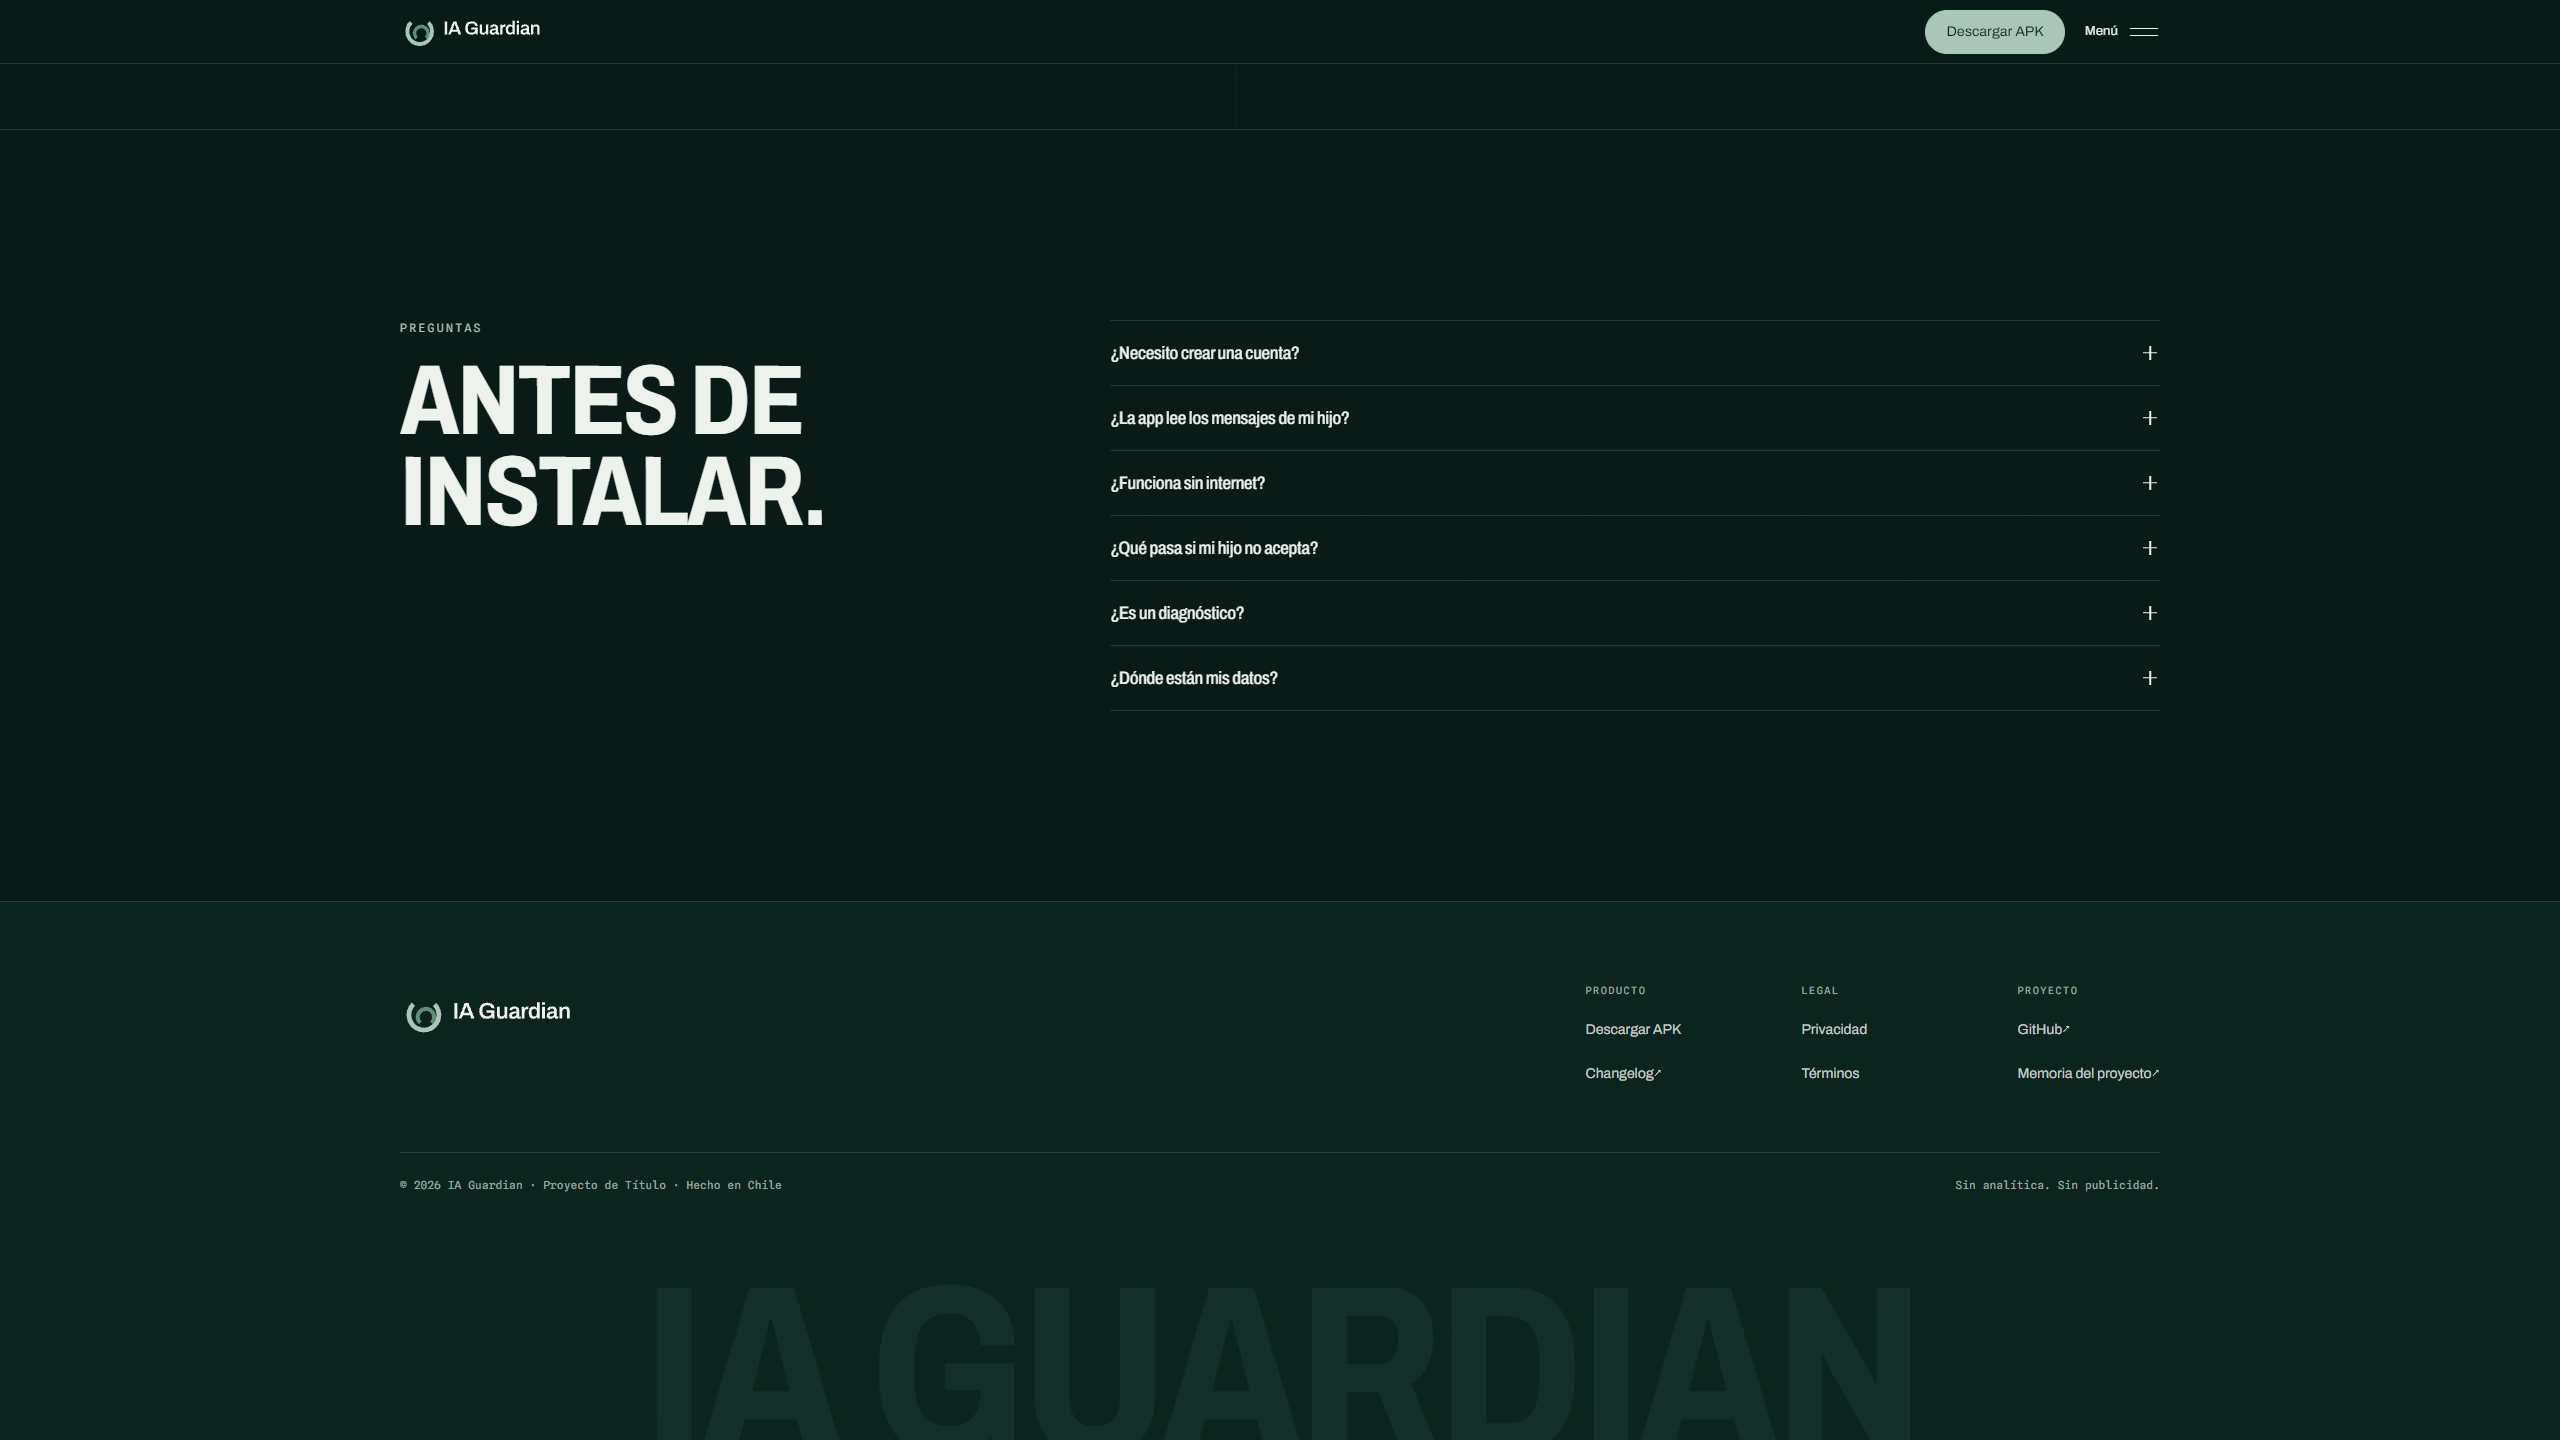 IA Guardian
Descargar APK
Menú
PREGUNTAS
ANTES DE
INSTALAR.
¿Necesito crear una cuenta?
¿La app lee los mensajes de mi hijo?
¿Funciona sin internet?
¿Qué pasa si mi hijo no acepta?
¿Es un diagnóstico?
¿Dónde están mis datos?
IA Guardian
PRODUCTO
Descargar APK
Changelog↗
LEGAL
Privacidad
Términos
PROYECTO
GitHub↗
Memoria del proyecto↗
© 2026 IA Guardian · Proyecto de Título · Hecho en Chile
Sin analítica. Sin publicidad.
IA GUARDIAN